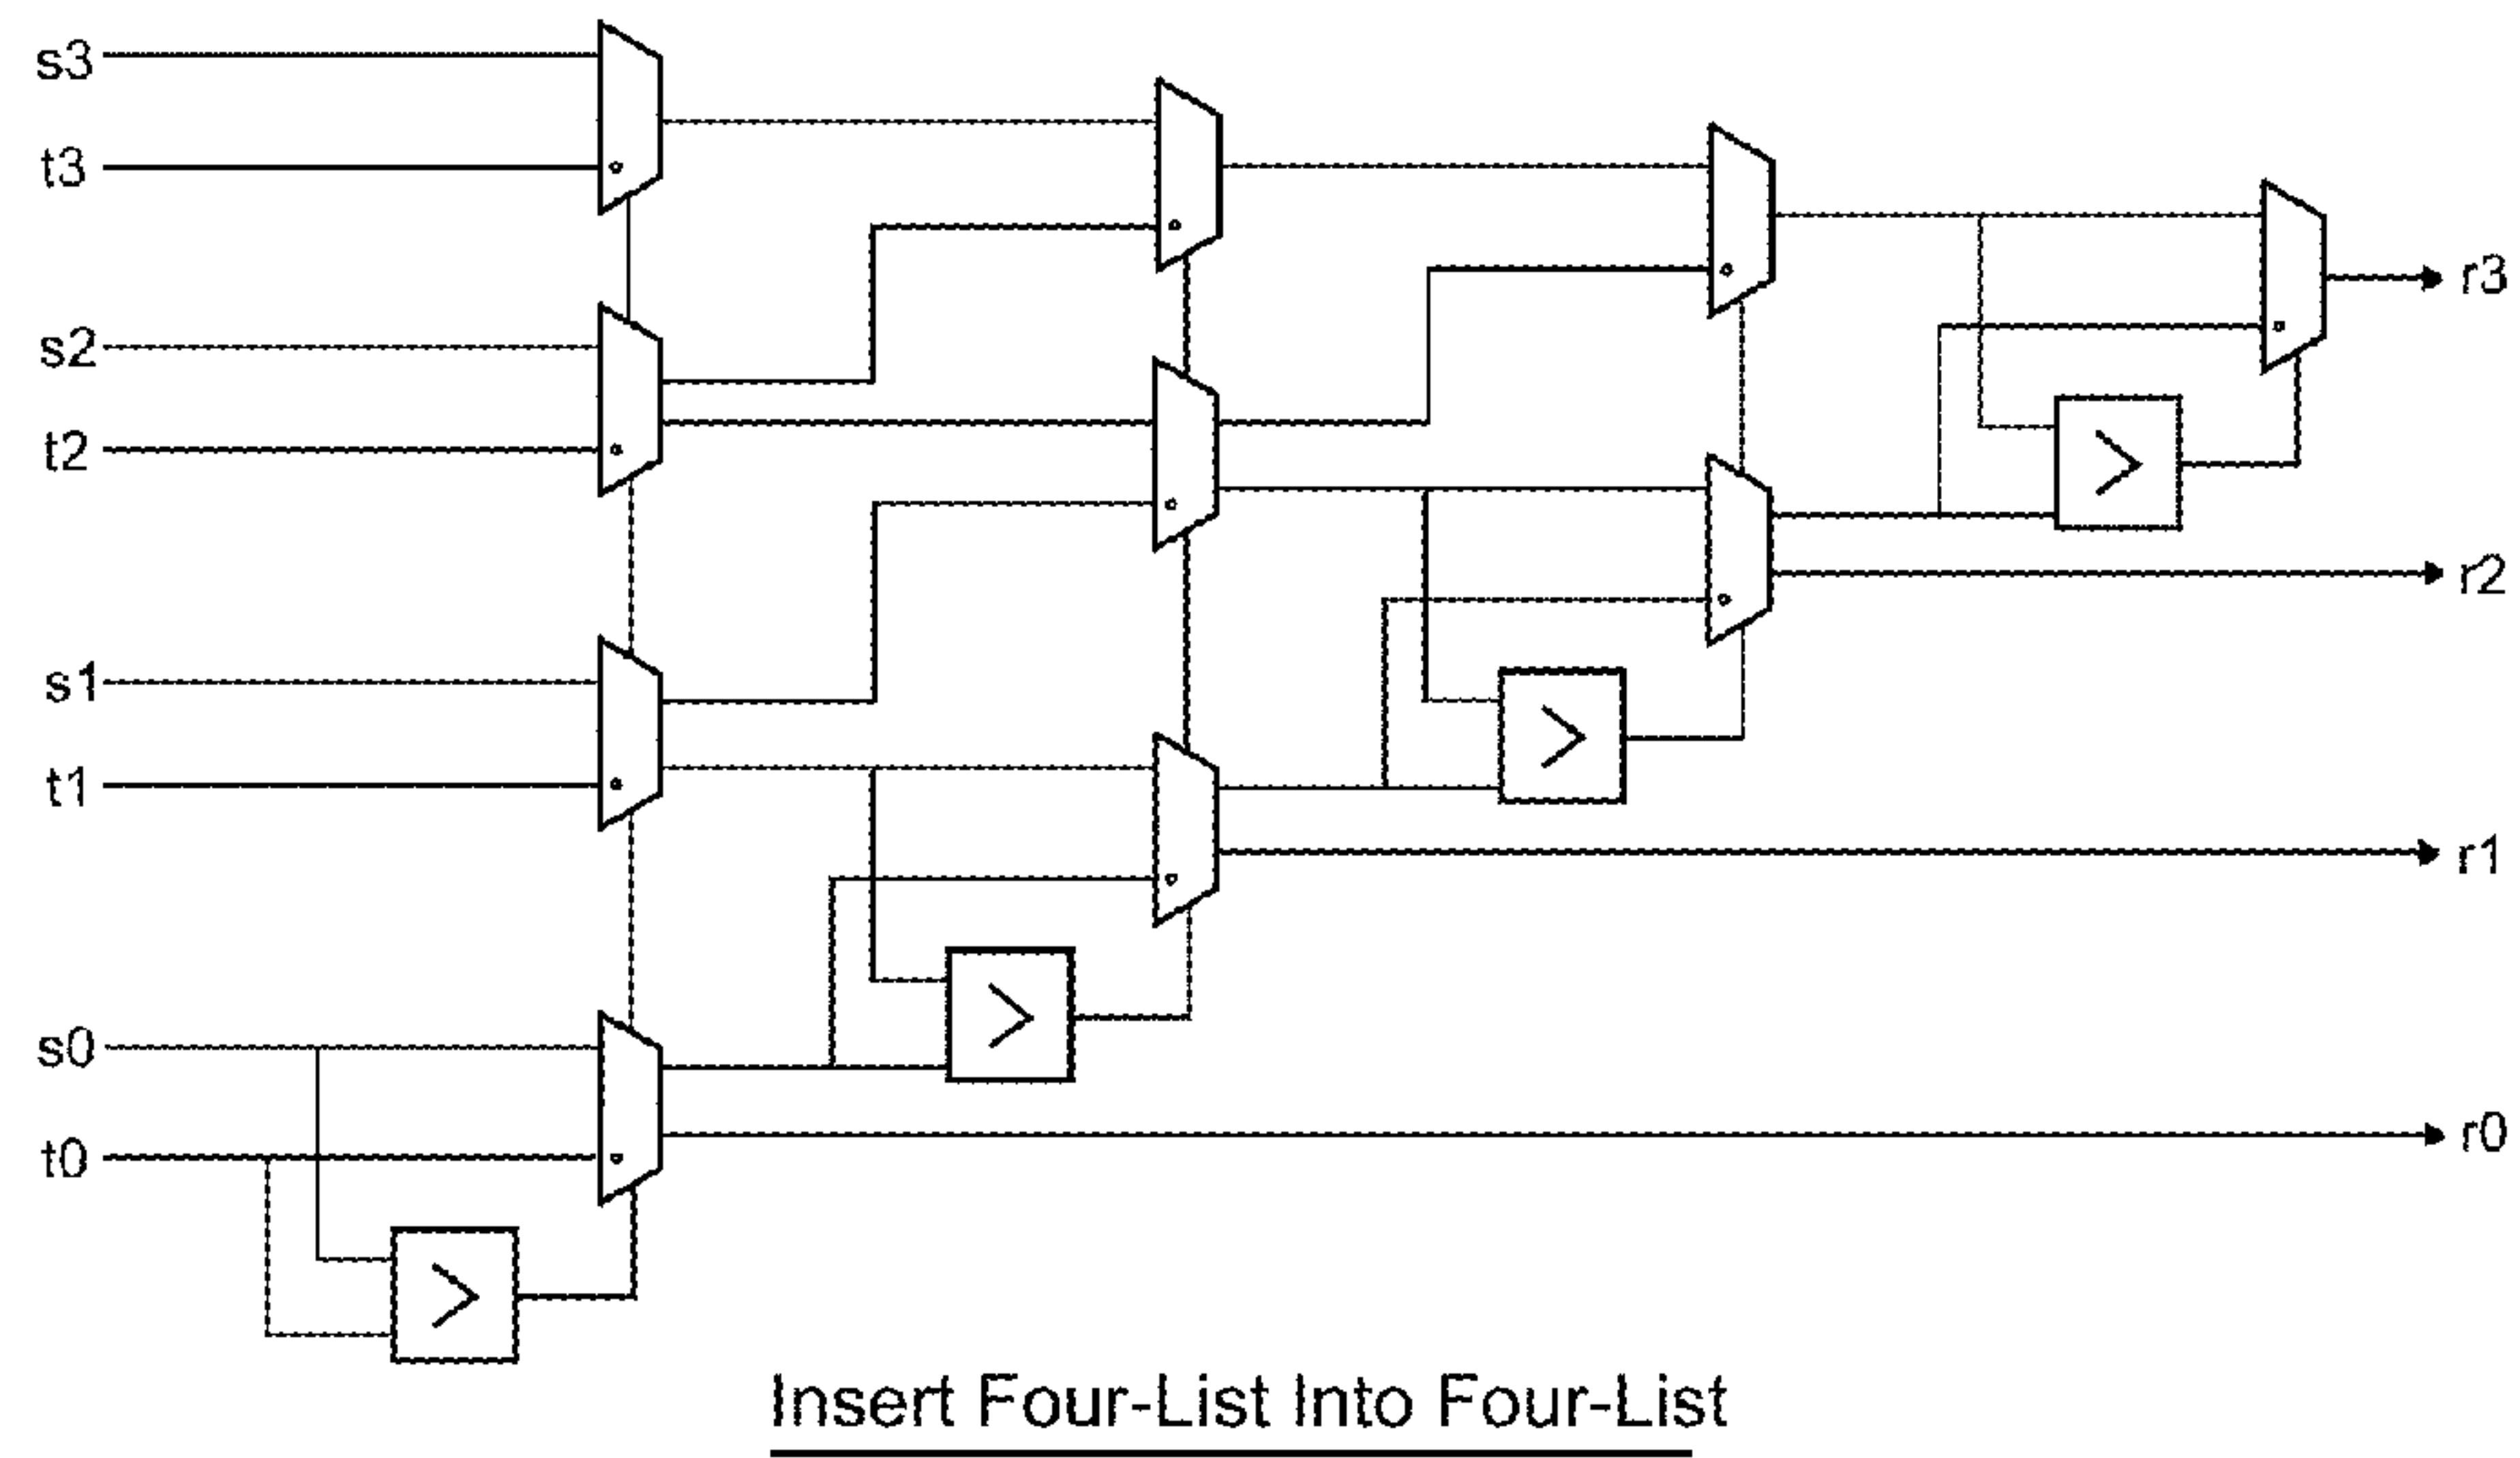 s3
t3
r3
s2
t2
>
r2
s1
t1
>
r1
s0
>
t0
r0
>
Insert Four-List Into Four-List